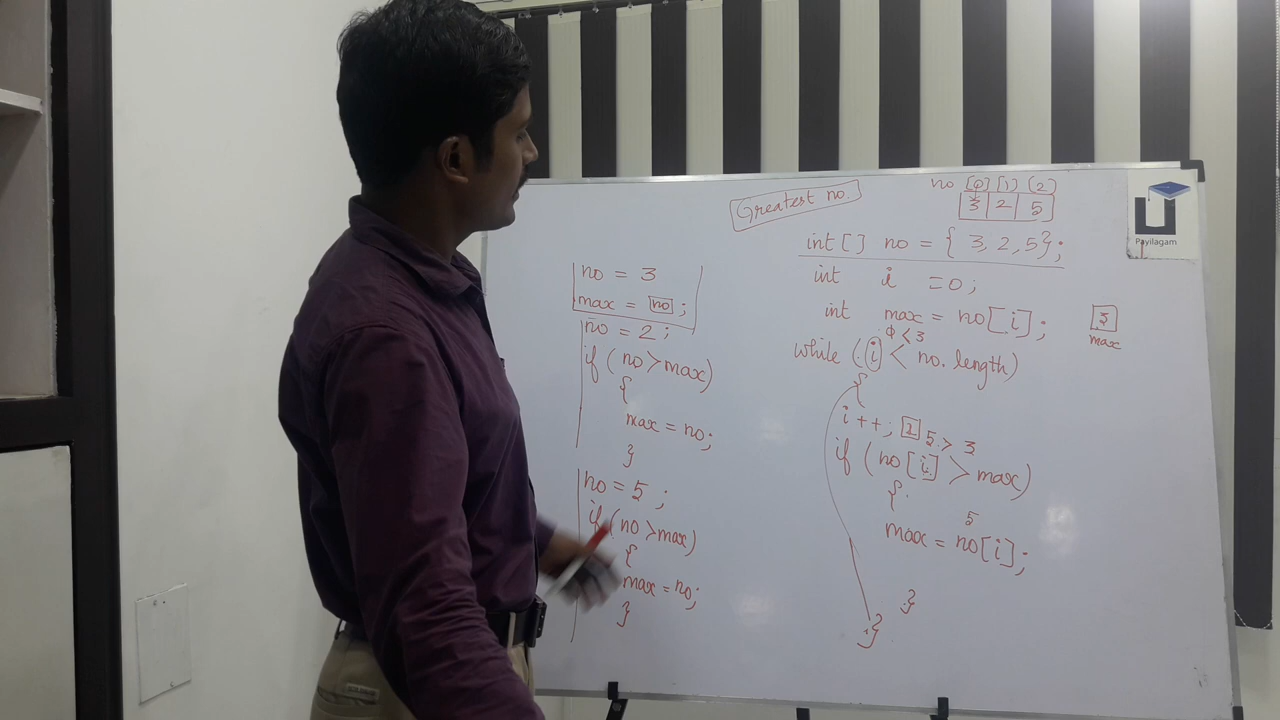 Greatest no.
no [0] [1] (2)
3 2 5
int[] no = { 3, 2, 5};
int i = 0;
int max = no[i];
3
max
0 < 3
while (i < no. length)
{
i++; 2
5 > 3
if (no[i] > max)
{
5
max = no[i];
}
}
no = 3
max = no ;
no = 2;
if (no > max)
{
max = no;
}
no = 5 ;
if (no > max)
{
max = no;
}
Payilagam